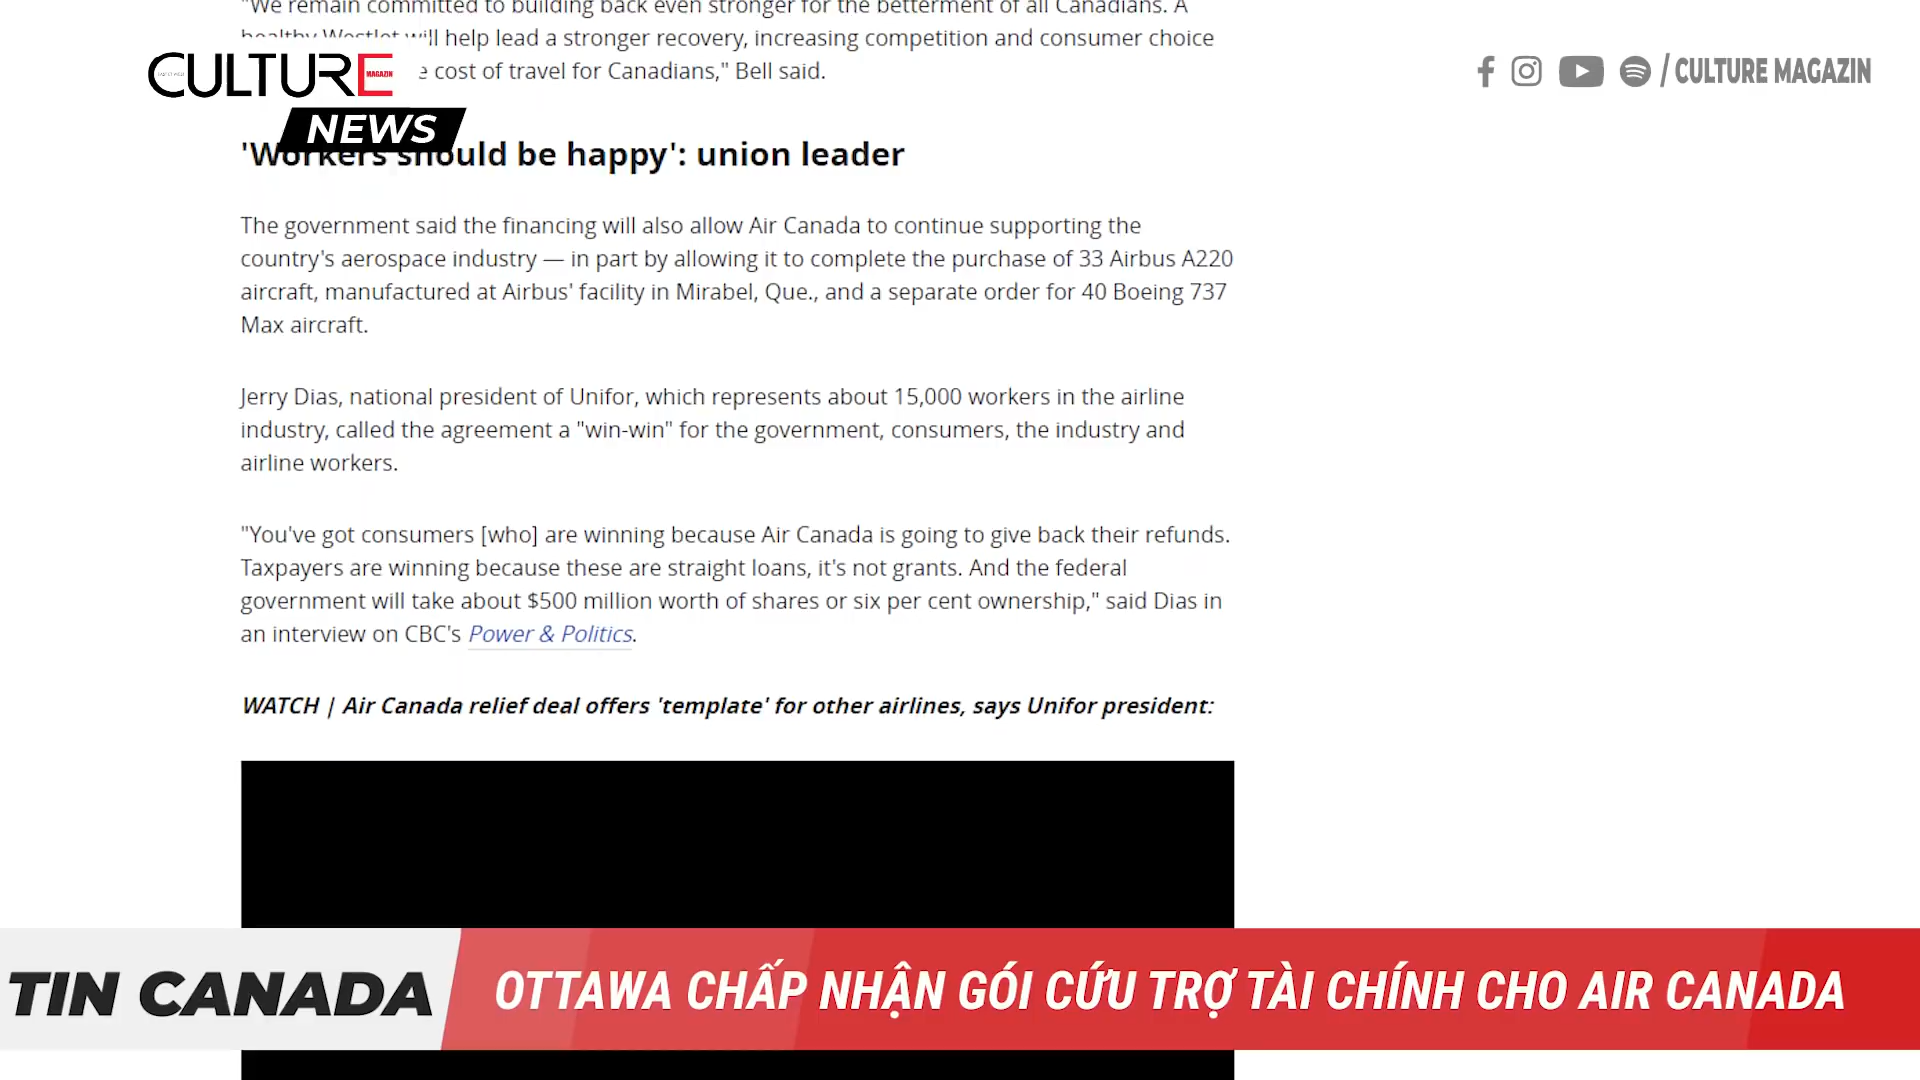 "We remain committed to building back even stronger for the betterment of all Canadians. A
healthy WestJet will help lead a stronger recovery, increasing competition and consumer choice
e cost of travel for Canadians," Bell said.
CULTURE
MAGAZIN
NEWS
/ CULTURE MAGAZIN
'Workers should be happy': union leader
The government said the financing will also allow Air Canada to continue supporting the
country's aerospace industry — in part by allowing it to complete the purchase of 33 Airbus A220
aircraft, manufactured at Airbus' facility in Mirabel, Que., and a separate order for 40 Boeing 737
Max aircraft.
Jerry Dias, national president of Unifor, which represents about 15,000 workers in the airline
industry, called the agreement a "win-win" for the government, consumers, the industry and
airline workers.
"You've got consumers [who] are winning because Air Canada is going to give back their refunds.
Taxpayers are winning because these are straight loans, it's not grants. And the federal
government will take about $500 million worth of shares or six per cent ownership," said Dias in
an interview on CBC's Power & Politics.
WATCH | Air Canada relief deal offers 'template' for other airlines, says Unifor president:
TIN CANADA
OTTAWA CHẤP NHẬN GÓI CỨU TRỢ TÀI CHÍNH CHO AIR CANADA